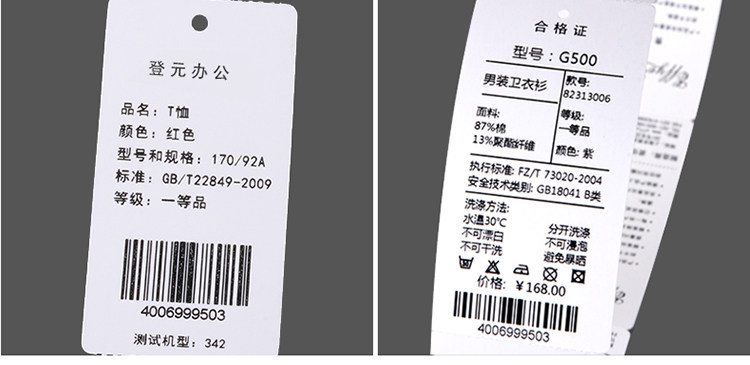 登元办公
品名：T恤
颜色：红色
型号和规格：170/92A
标准：GB/T22849-2009
等级：一等品
4006999503
测试机型：342
合格证
型号：G500
男装卫衣衫
款号:
82313006
面料:
87%棉
13%聚酯纤维
等级:
一等品
颜色: 紫
执行标准: FZ/T 73020-2004
安全技术类别: GB18041 B类
洗涤方法:
水温30℃
不可漂白
不可干洗
分开洗涤
不可浸泡
避免暴晒
价格: ￥168.00
4006999503